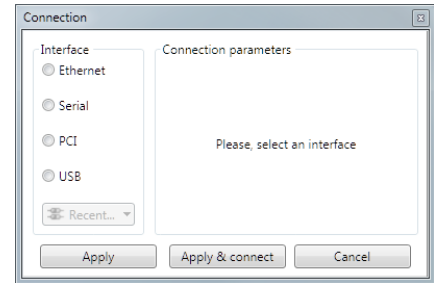 Connection
Interface
Ethernet
Serial
PCI
USB
Recent...
Connection parameters
Please, select an interface
Apply
Apply & connect
Cancel